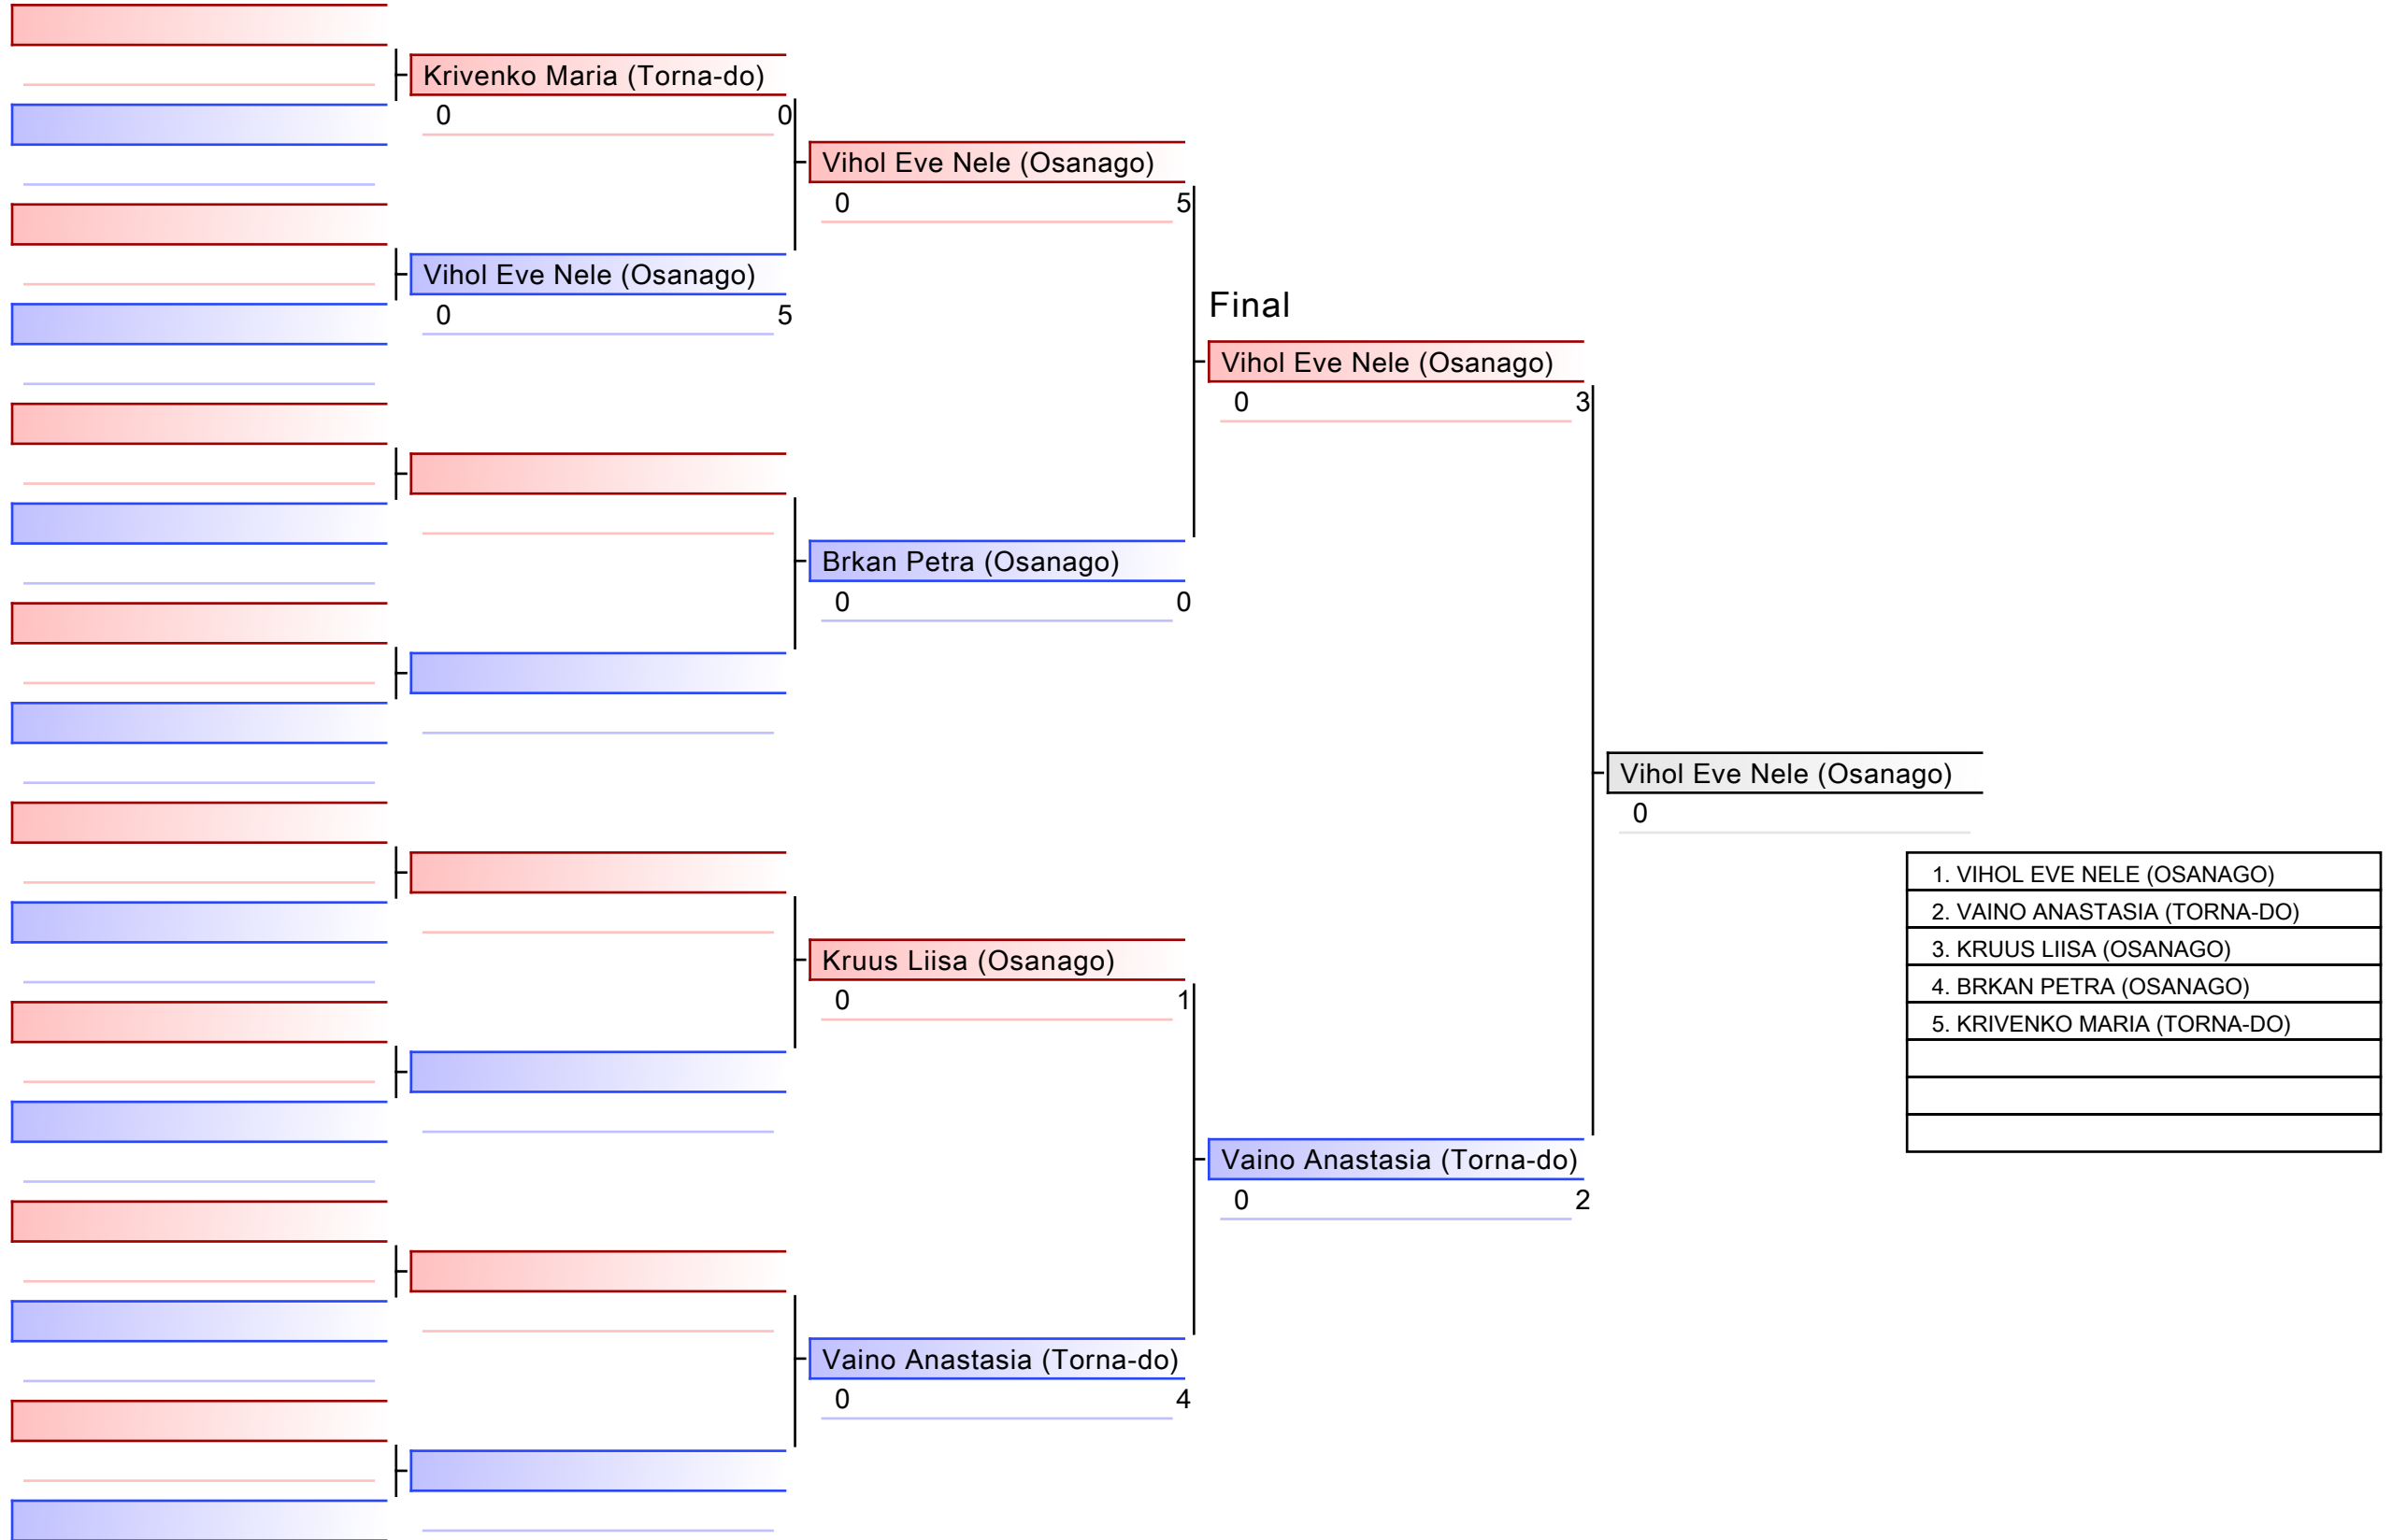 Krivenko Maria (Torna-do)
0 0
Vihol Eve Nele (Osanago)
0 5
Vihol Eve Nele (Osanago)
0 5
Final
Vihol Eve Nele (Osanago)
0 3
Brkan Petra (Osanago)
0 0
Vihol Eve Nele (Osanago)
0
1. VIHOL EVE NELE (OSANAGO)
2. VAINO ANASTASIA (TORNA-DO)
3. KRUUS LIISA (OSANAGO)
4. BRKAN PETRA (OSANAGO)
5. KRIVENKO MARIA (TORNA-DO)
Kruus Liisa (Osanago)
0 1
Vaino Anastasia (Torna-do)
0 2
Vaino Anastasia (Torna-do)
0 4